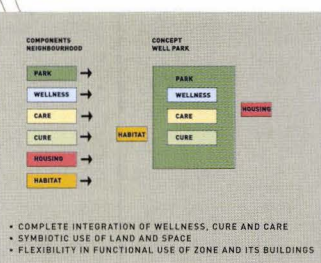 COMPONENTS
NEIGHBOURHOOD
PARK
WELLNESS
CARE
CURE
HOUSING
HABITAT
CONCEPT
WELL PARK
PARK
WELLNESS
CARE
CURE
HABITAT
HOUSING
• COMPLETE INTEGRATION OF WELLNESS, CURE AND CARE
• SYMBIOTIC USE OF LAND AND SPACE
• FLEXIBILITY IN FUNCTIONAL USE OF ZONE AND ITS BUILDINGS